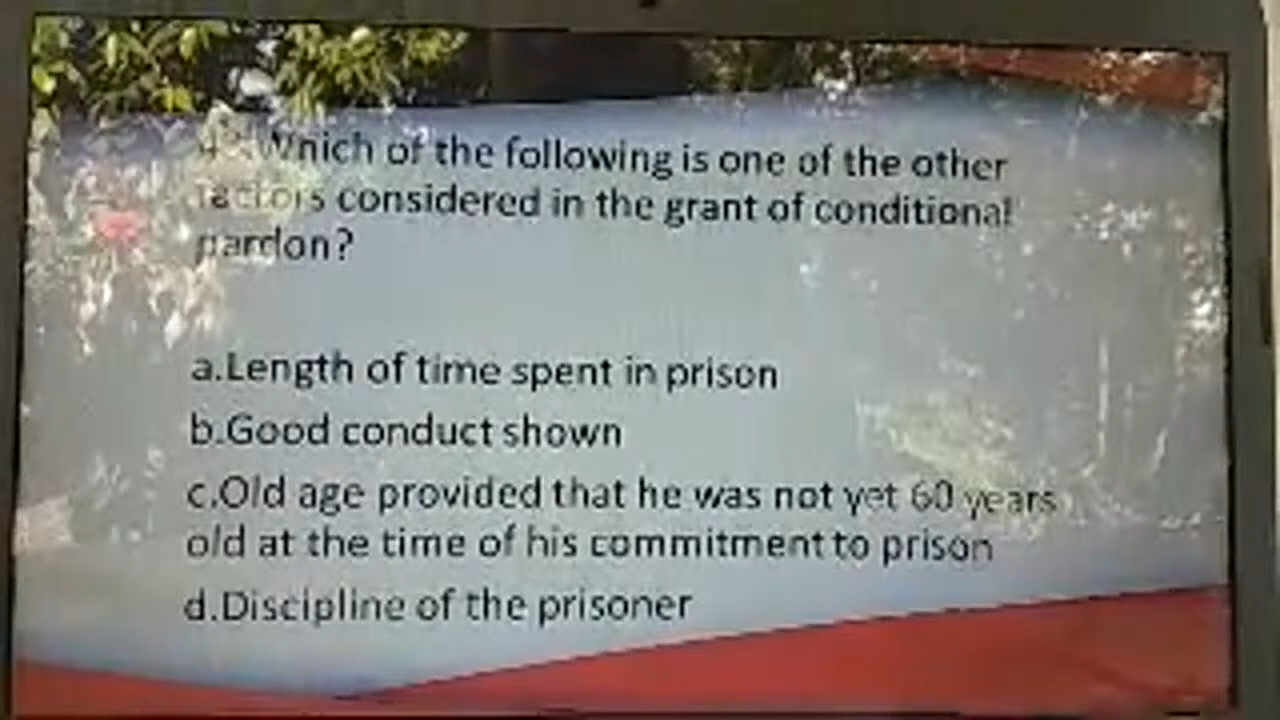 Which of the following is one of the other
factors considered in the grant of conditional
pardon?
a.Length of time spent in prison
b.Good conduct shown
c.Old age provided that he was not yet 60 years
old at the time of his commitment to prison
d.Discipline of the prisoner